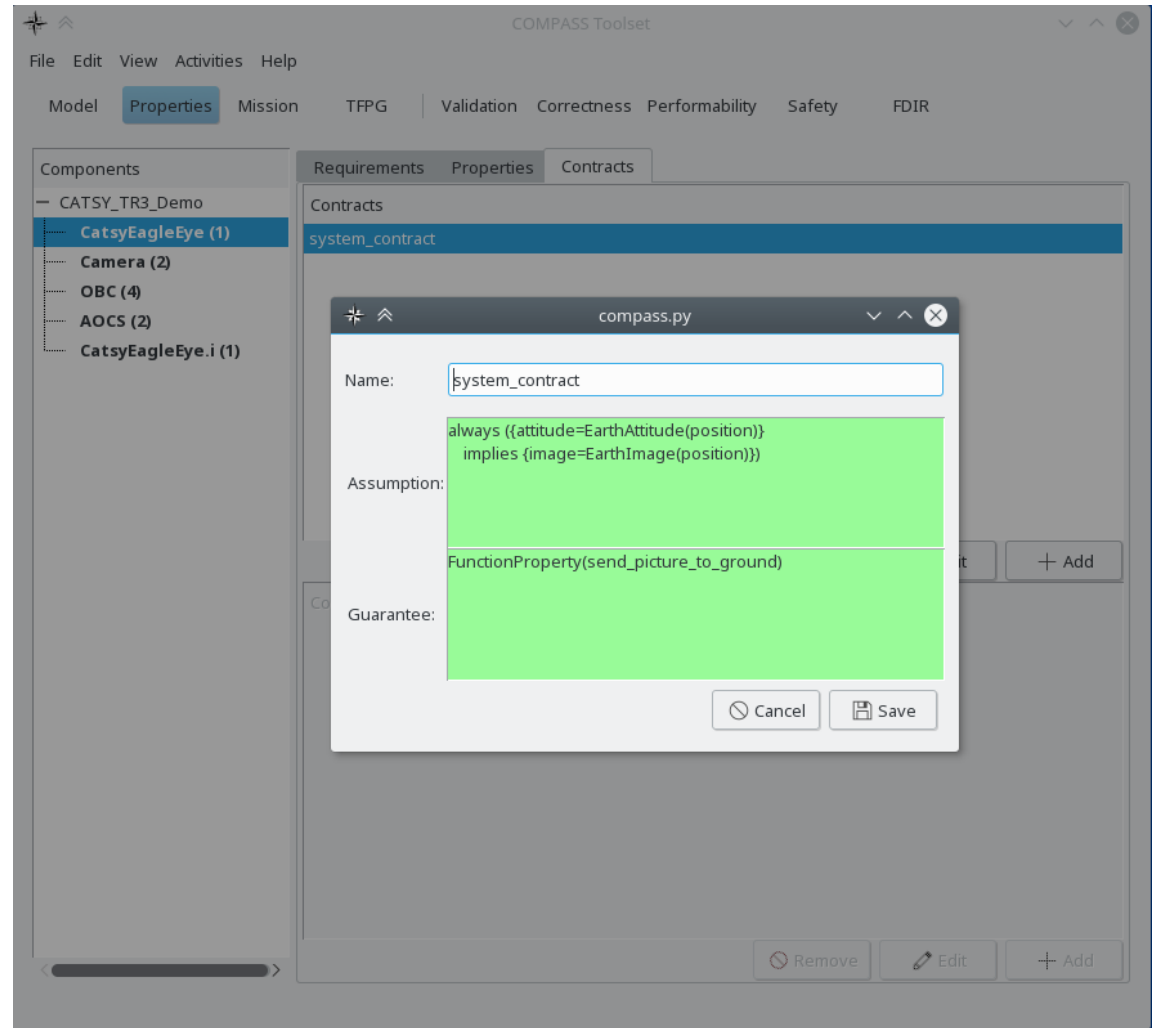 COMPASS Toolset
File Edit View Activities Help
Model Properties Mission TFPG Validation Correctness Performability Safety FDIR
Components
Requirements Properties Contracts
CATSY_TR3_Demo
Contracts
CatsyEagleEye (1)
system_contract
Camera (2)
OBC (4)
AOCS (2)
CatsyEagleEye.i (1)
compass.py
Name: system_contract
always ({attitude=EarthAttitude(position)}
implies {image=EarthImage(position)})
Assumption:
FunctionProperty(send_picture_to_ground)
Guarantee:
Add
Cancel Save
Remove Edit Add